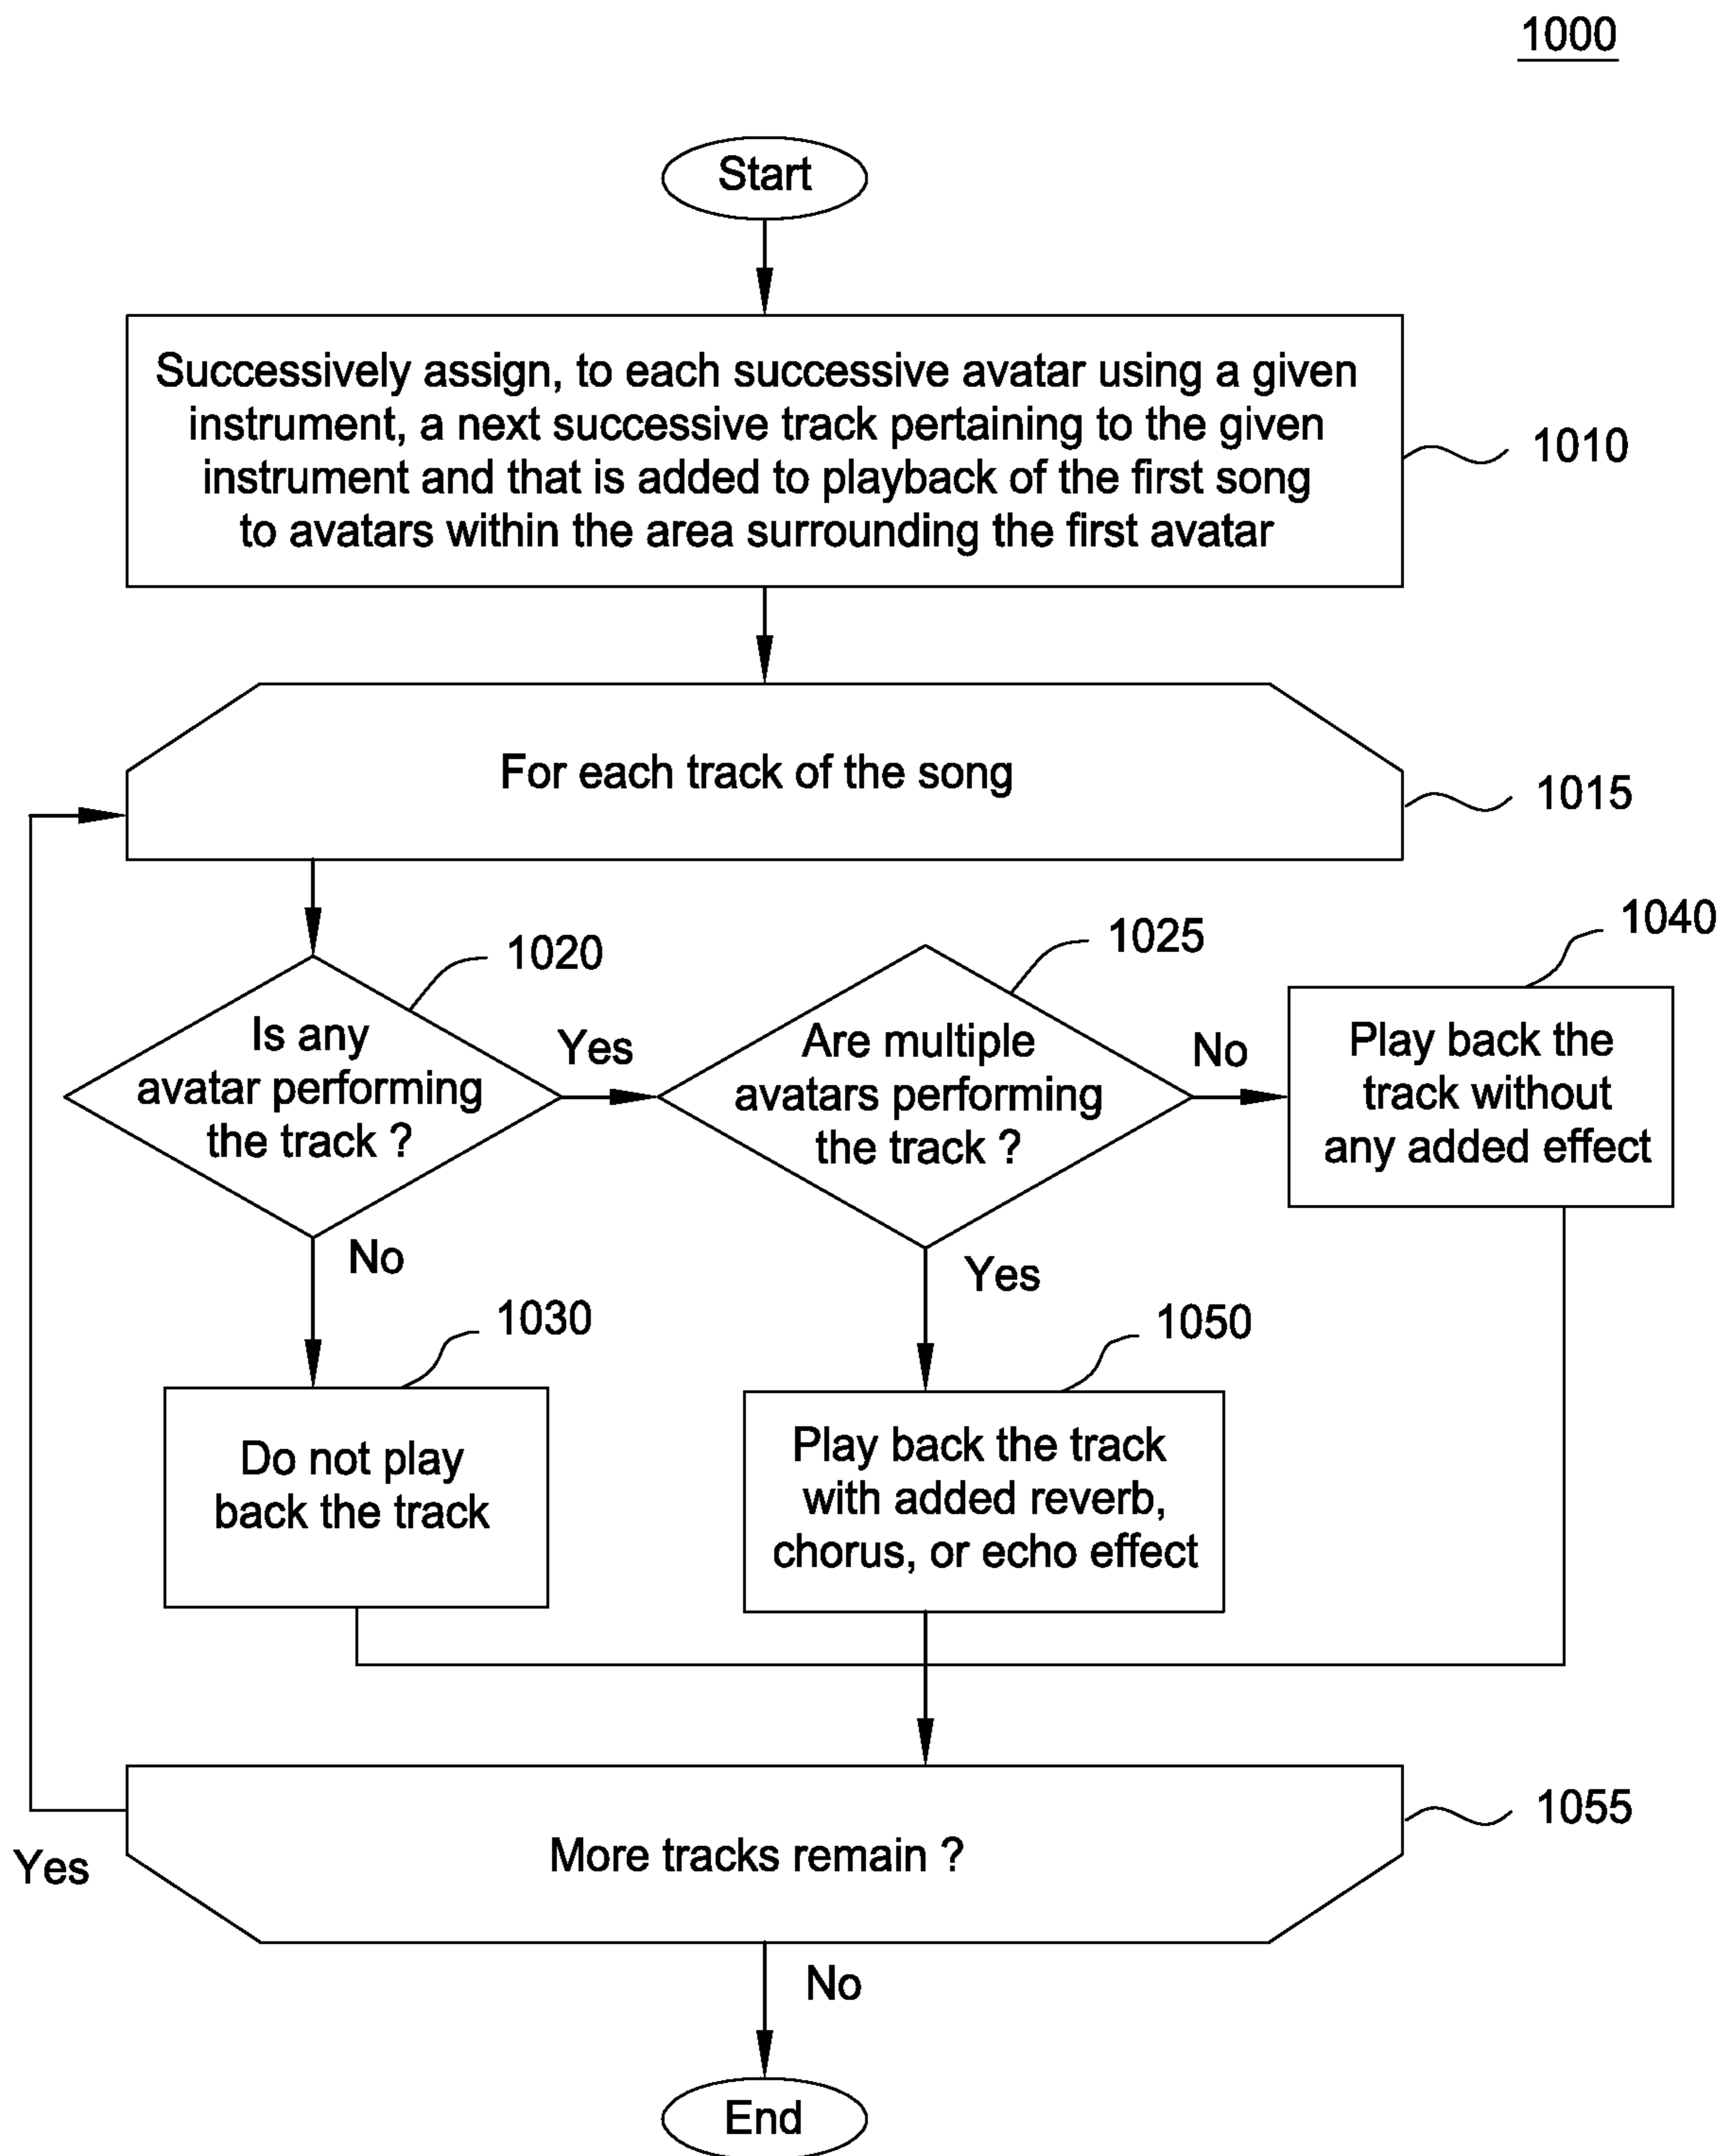 1000
Start
Successively assign, to each successive avatar using a given
instrument, a next successive track pertaining to the given
instrument and that is added to playback of the first song
to avatars within the area surrounding the first avatar
1010
For each track of the song
1015
1020
Is any
avatar performing
the track ?
Yes
No
1025
Are multiple
avatars performing
the track ?
No
Yes
1040
Play back the
track without
any added effect
1030
Do not play
back the track
1050
Play back the track
with added reverb,
chorus, or echo effect
1055
More tracks remain ?
Yes
No
End